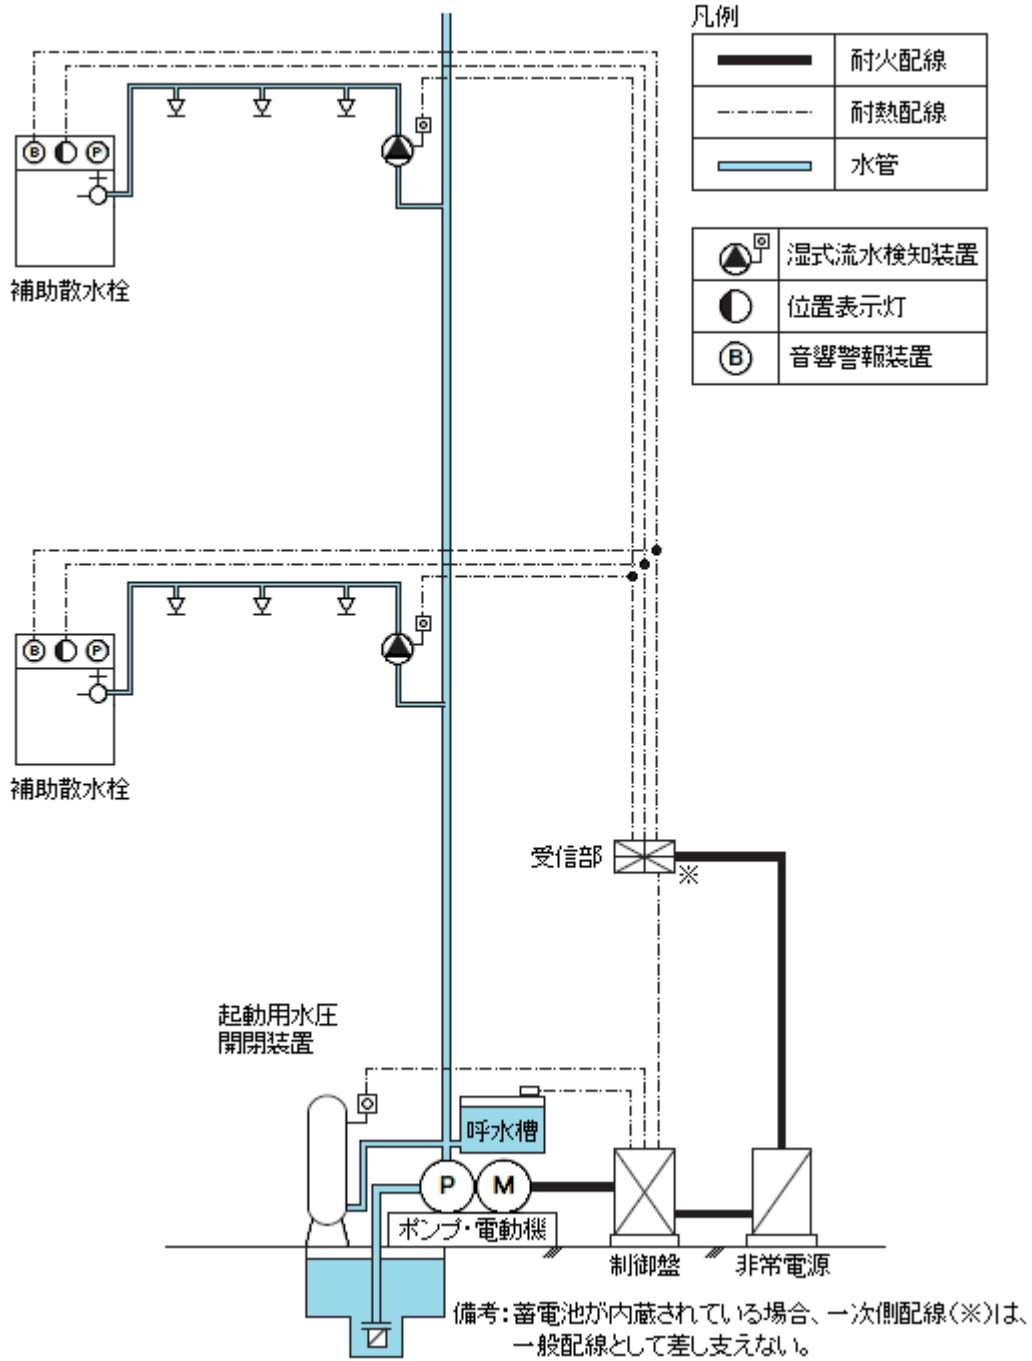 凡例
耐火配線
耐熱配線
水管
湿式流水検知装置
位置表示灯
B
音響警報装置
B
P
補助散水栓
B
P
補助散水栓
受信部
※
起動用水圧
開閉装置
呼水槽
P
M
ポンプ・電動機
制御盤
非常電源
備考：蓄電池が内蔵されている場合、一次側配線(※)は、
一般配線として差し支えない。